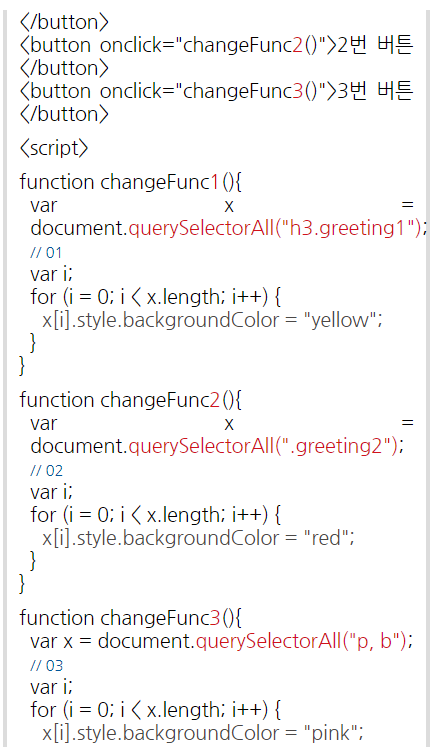 </button>
<button onclick="changeFunc2()">2번 버튼
</button>
<button onclick="changeFunc3()">3번 버튼
</button>
<script>
function changeFunc1(){
var x =
document.querySelectorAll("h3.greeting1");
// 01
var i;
for (i = 0; i < x.length; i++) {
x[i].style.backgroundColor = "yellow";
}
}
function changeFunc2(){
var x =
document.querySelectorAll(".greeting2");
// 02
var i;
for (i = 0; i < x.length; i++) {
x[i].style.backgroundColor = "red";
}
}
function changeFunc3(){
var x = document.querySelectorAll("p, b");
// 03
var i;
for (i = 0; i < x.length; i++) {
x[i].style.backgroundColor = "pink";